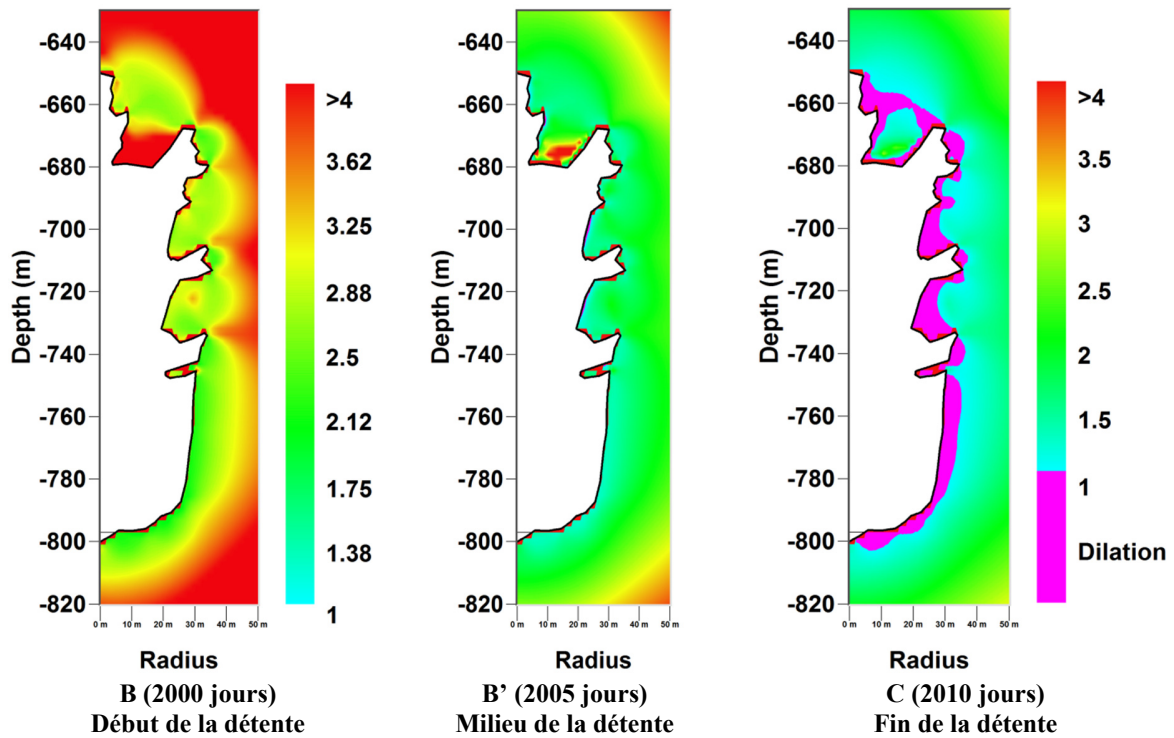 -640
-660
-680
-700
-720
-740
-760
-780
-800
-820
Depth (m)
0 m 10 m 20 m 30 m 40 m 50 m
Radius
>4
3.62
3.25
2.88
2.5
2.12
1.75
1.38
1
B (2000 jours)
Début de la détente
-640
-660
-680
-700
-720
-740
-760
-780
-800
-820
Depth (m)
0 m 10 m 20 m 30 m 40 m 50 m
Radius
B’ (2005 jours)
Milieu de la détente
-640
-660
-680
-700
-720
-740
-760
-780
-800
-820
Depth (m)
0 m 10 m 20 m 30 m 40 m 50 m
Radius
>4
3.5
3
2.5
2
1.5
1
Dilation
C (2010 jours)
Fin de la détente